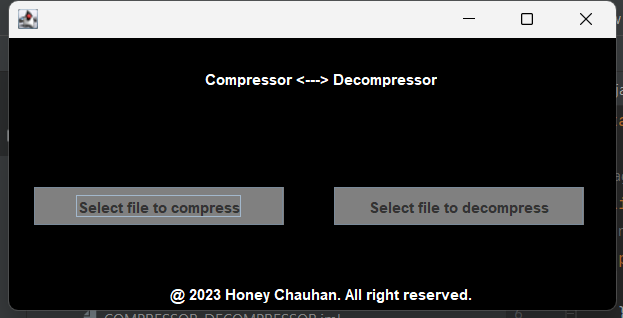 Compressor <---> Decompressor
Select file to compress
Select file to decompress
@ 2023 Honey Chauhan. All right reserved.